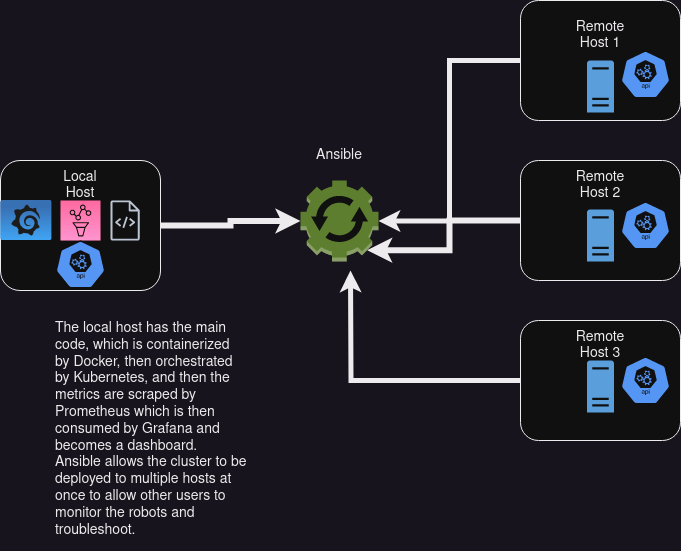 Remote
Host 1
api
Ansible
Local
Host
api
Remote
Host 2
api
Remote
Host 3
api
The local host has the main
code, which is containerized
by Docker, then orchestrated
by Kubernetes, and then the
metrics are scraped by
Prometheus which is then
consumed by Grafana and
becomes a dashboard.
Ansible allows the cluster to be
deployed to multiple hosts at
once to allow other users to
monitor the robots and
troubleshoot.